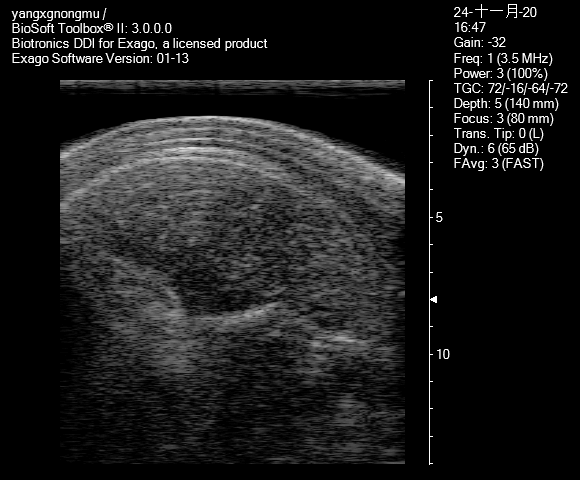 yangxgnongmu /
BioSoft Toolbox® II: 3.0.0.0
Biotronics DDI for Exago, a licensed product
Exago Software Version: 01-13
24-十一月-20
16:47
Gain: -32
Freq: 1 (3.5 MHz)
Power: 3 (100%)
TGC: 72/-16/-64/-72
Depth: 5 (140 mm)
Focus: 3 (80 mm)
Trans. Tip: 0 (L)
Dyn.: 6 (65 dB)
FAvg: 3 (FAST)
5
10